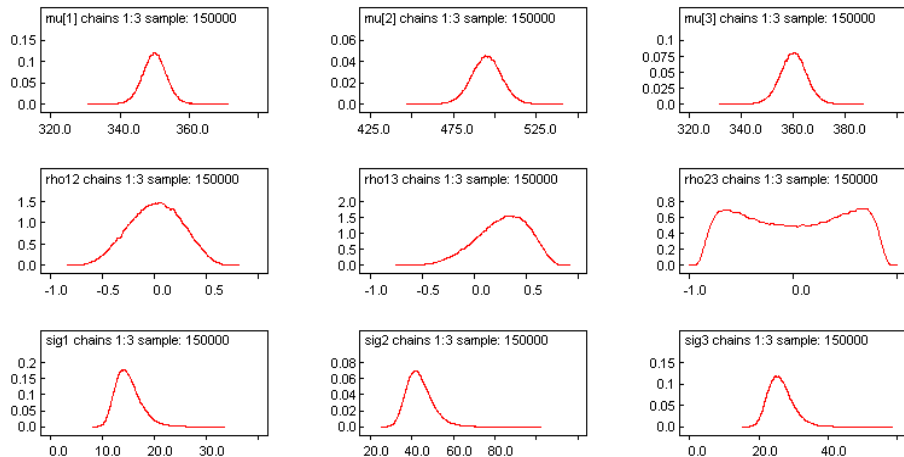 mu[1] chains 1:3 sample: 150000
0.15
0.1
0.05
0.0
320.0 340.0 360.0
mu[2] chains 1:3 sample: 150000
0.06
0.04
0.02
0.0
425.0 475.0 525.0
mu[3] chains 1:3 sample: 150000
0.1
0.075
0.05
0.025
0.0
320.0 340.0 360.0 380.0
rho12 chains 1:3 sample: 150000
1.5
1.0
0.5
0.0
-1.0 -0.5 0.0 0.5
rho13 chains 1:3 sample: 150000
2.0
1.5
1.0
0.5
0.0
-1.0 -0.5 0.0 0.5
rho23 chains 1:3 sample: 150000
0.8
0.6
0.4
0.2
0.0
-1.0 0.0
sig1 chains 1:3 sample: 150000
0.2
0.15
0.1
0.05
0.0
0.0 10.0 20.0 30.0
sig2 chains 1:3 sample: 150000
0.08
0.06
0.04
0.02
0.0
20.0 40.0 60.0 80.0
sig3 chains 1:3 sample: 150000
0.15
0.1
0.05
0.0
0.0 20.0 40.0